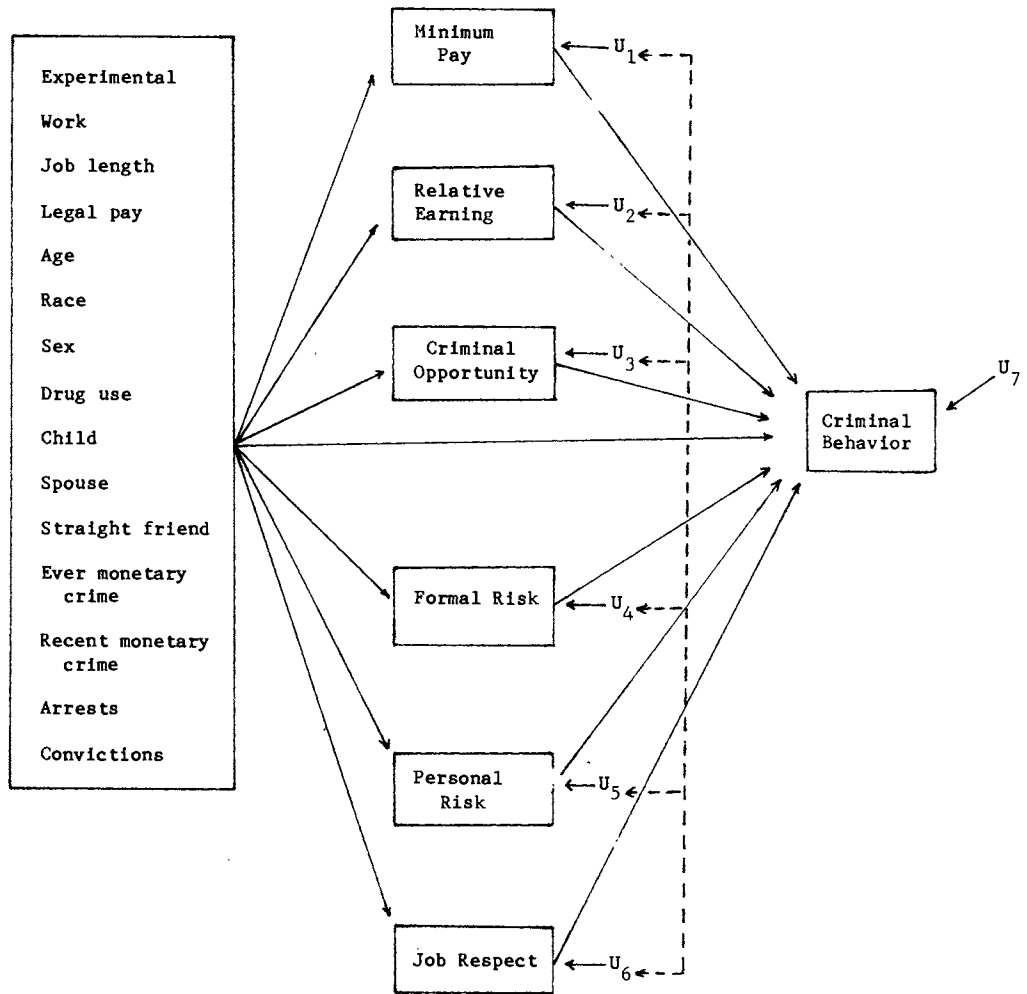 Experimental
Work
Job length
Legal pay
Age
Race
Sex
Drug use
Child
Spouse
Straight friend
Ever monetary
crime
Recent monetary
crime
Arrests
Convictions
Minimum
Pay
U1
Relative
Earning
U2
Criminal
Opportunity
U3
Formal Risk
U4
Personal
Risk
U5
Job Respect
U6
Criminal
Behavior
U7